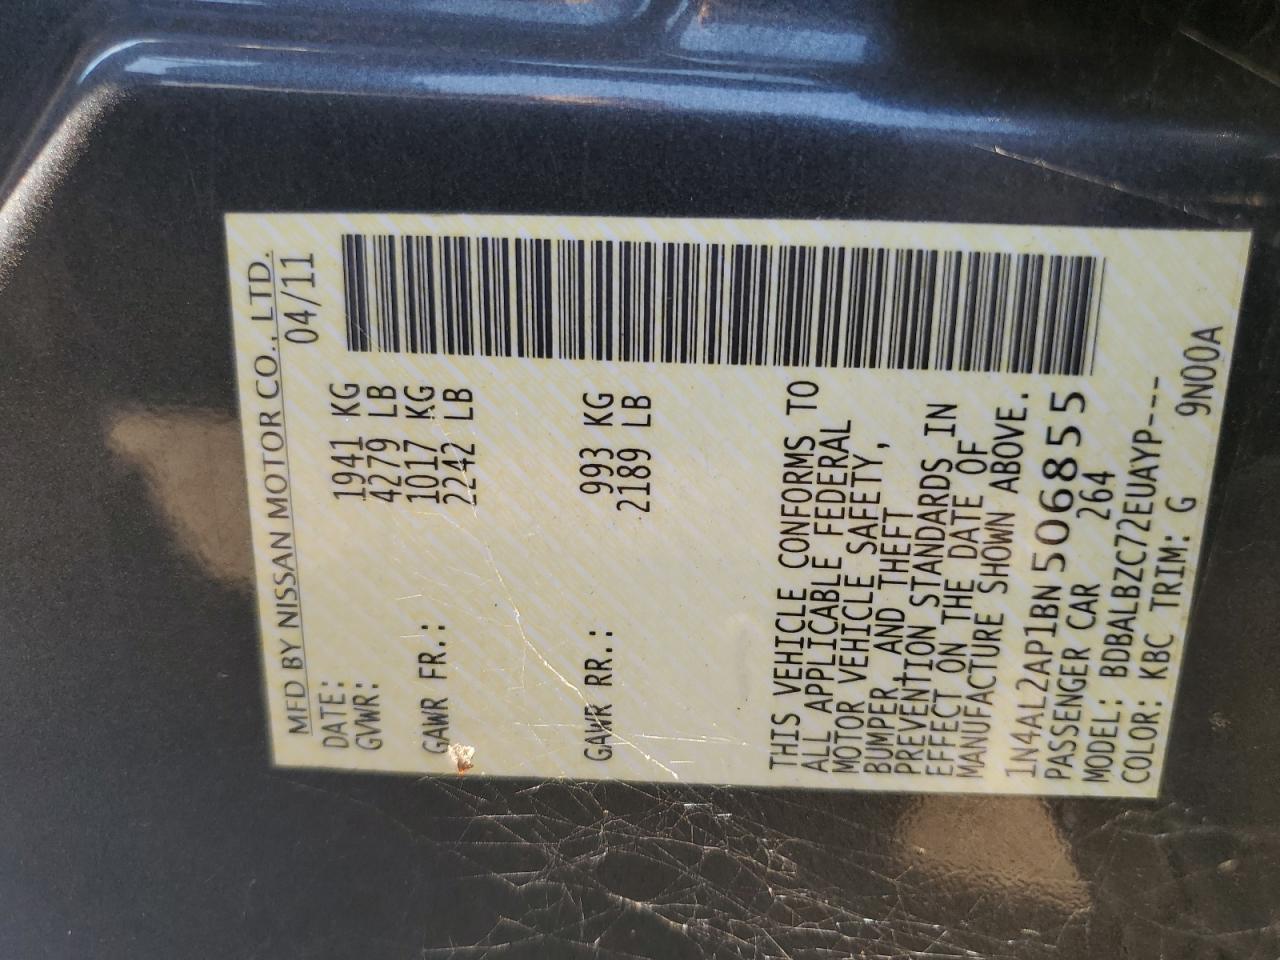 MFD BY NISSAN MOTOR CO., LTD.
DATE: 04/11
GVWR: 1941 KG
4279 LB
GAWR FR.: 1017 KG
2242 LB
GAWR RR.: 993 KG
2189 LB
THIS VEHICLE CONFORMS TO
ALL APPLICABLE FEDERAL
MOTOR VEHICLE SAFETY,
BUMPER, AND THEFT
PREVENTION STANDARDS IN
EFFECT ON THE DATE OF
MANUFACTURE SHOWN ABOVE.
1N4AL2AP1BN506855
PASSENGER CAR 264
MODEL: BDBALBZC72EUAYP---
COLOR: KBC TRIM: G 9N00A